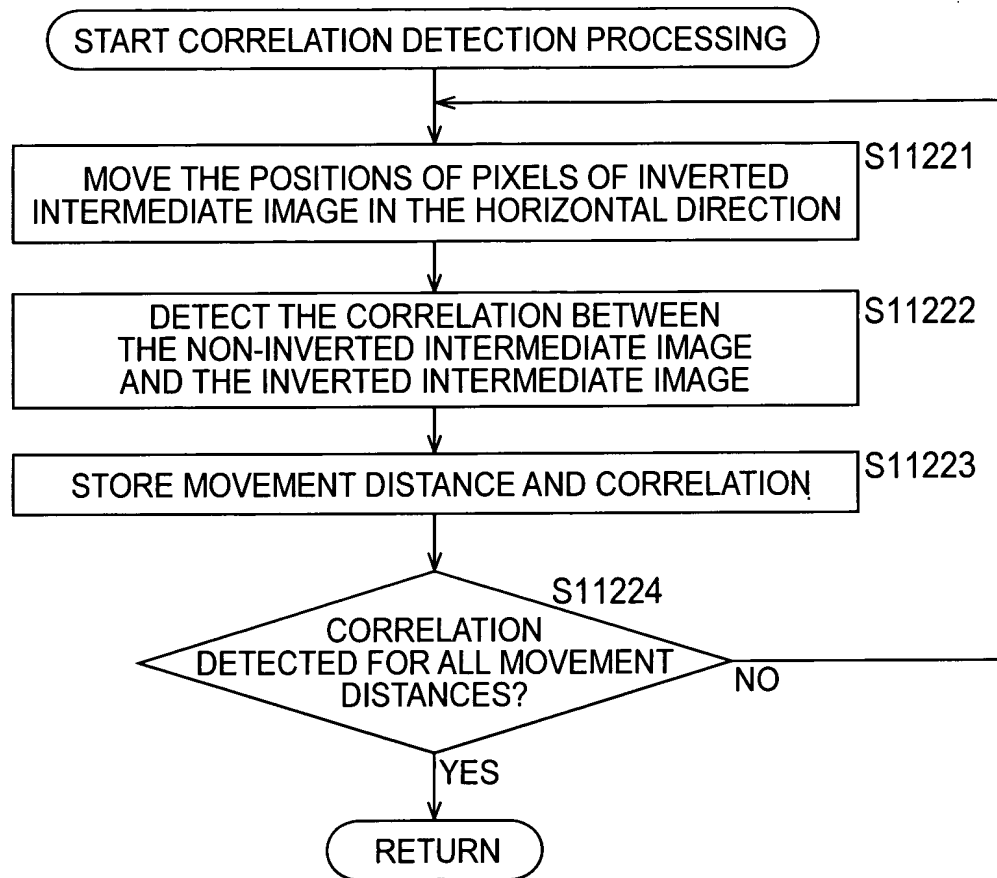 START CORRELATION DETECTION PROCESSING
S11221
MOVE THE POSITIONS OF PIXELS OF INVERTED
INTERMEDIATE IMAGE IN THE HORIZONTAL DIRECTION
S11222
DETECT THE CORRELATION BETWEEN
THE NON-INVERTED INTERMEDIATE IMAGE
AND THE INVERTED INTERMEDIATE IMAGE
S11223
STORE MOVEMENT DISTANCE AND CORRELATION
S11224
CORRELATION
DETECTED FOR ALL MOVEMENT
DISTANCES?
NO
YES
RETURN